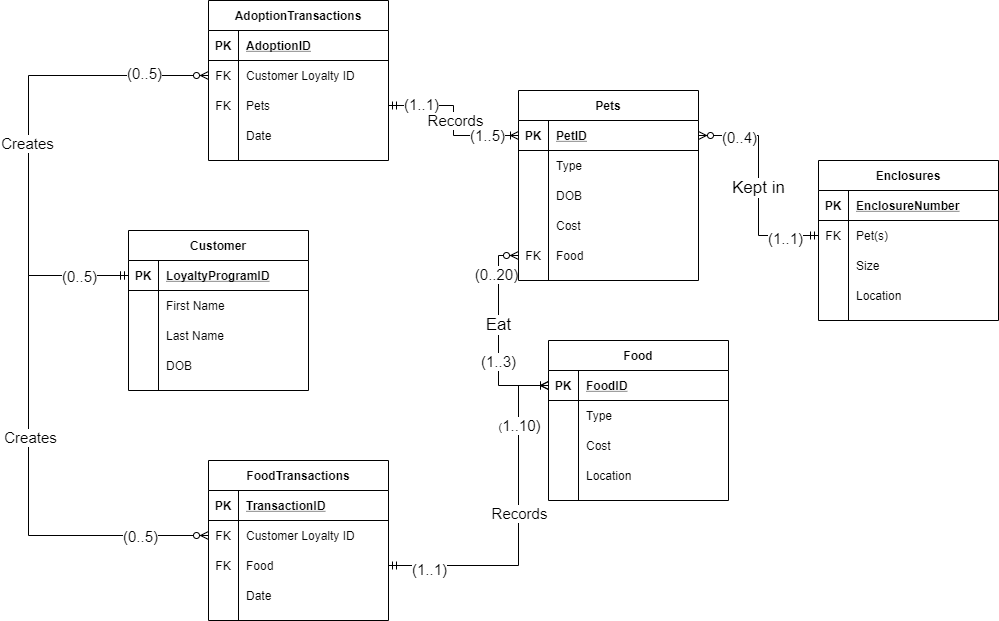 AdoptionTransactions
PK AdoptionID
FK Customer Loyalty ID
FK Pets
Date
(0..5)
(1..1)
Records
(1..5)
Creates
Pets
PK PetID
Type
DOB
Cost
FK Food
(0..4)
Kept in
(1..1)
Enclosures
PK EnclosureNumber
FK Pet(s)
Size
Location
Customer
PK LoyaltyProgramID
First Name
Last Name
DOB
(0..5)
(0..20)
Eat
(1..3)
Food
PK FoodID
Type
Cost
Location
(1..10)
Creates
FoodTransactions
PK TransactionID
FK Customer Loyalty ID
FK Food
Date
(0..5)
Records
(1..1)